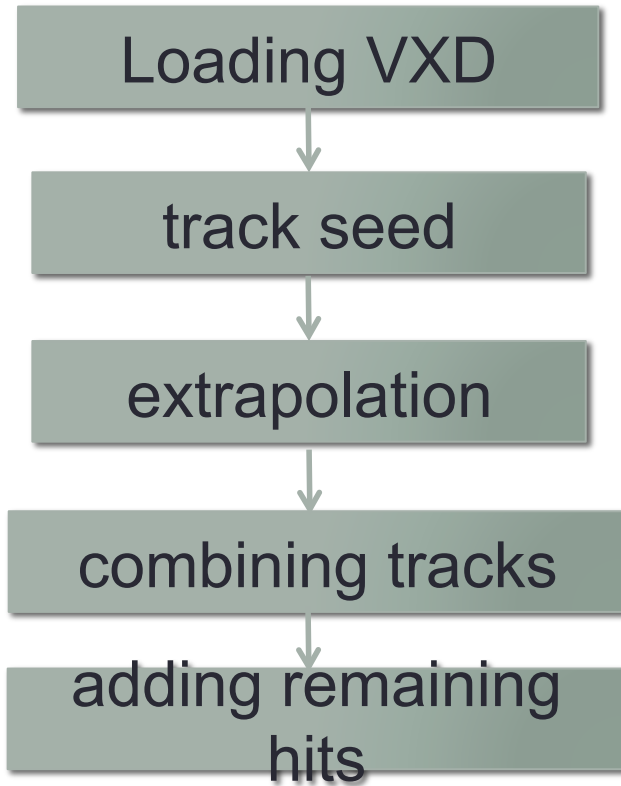 Loading VXD
track seed
extrapolation
combining tracks
adding remaining
hits